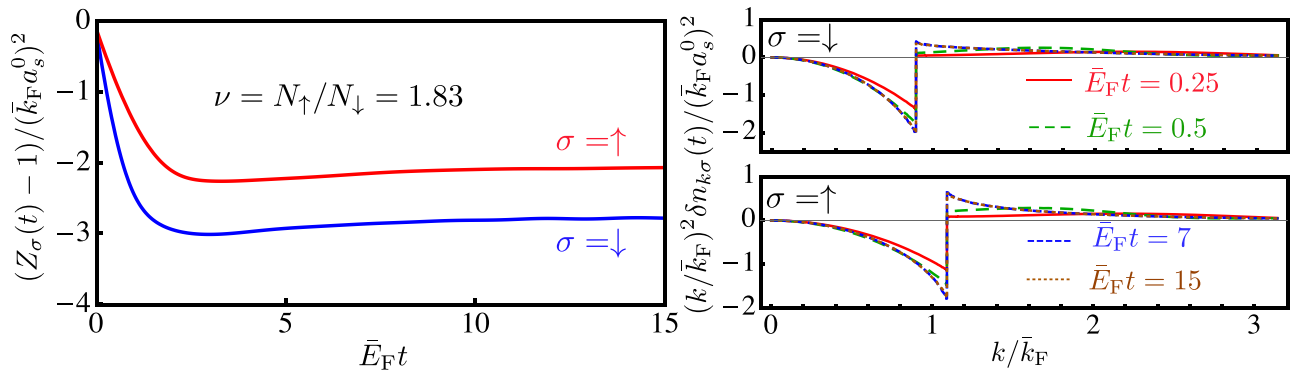 (Z_σ(t) − 1)/(k̄_F a_s^0)^2
0
−1
−2
−3
−4
ν = N_↑/N_↓ = 1.83
σ =↑
σ =↓
0
5
10
15
Ē_F t
(k/k̄_F)^2 δn_{kσ}(t)/(k̄_F a_s^0)^2
1
0
−1
−2
σ =↓
Ē_F t = 0.25
Ē_F t = 0.5
1
0
−1
−2
σ =↑
Ē_F t = 7
Ē_F t = 15
0
1
2
3
k/k̄_F